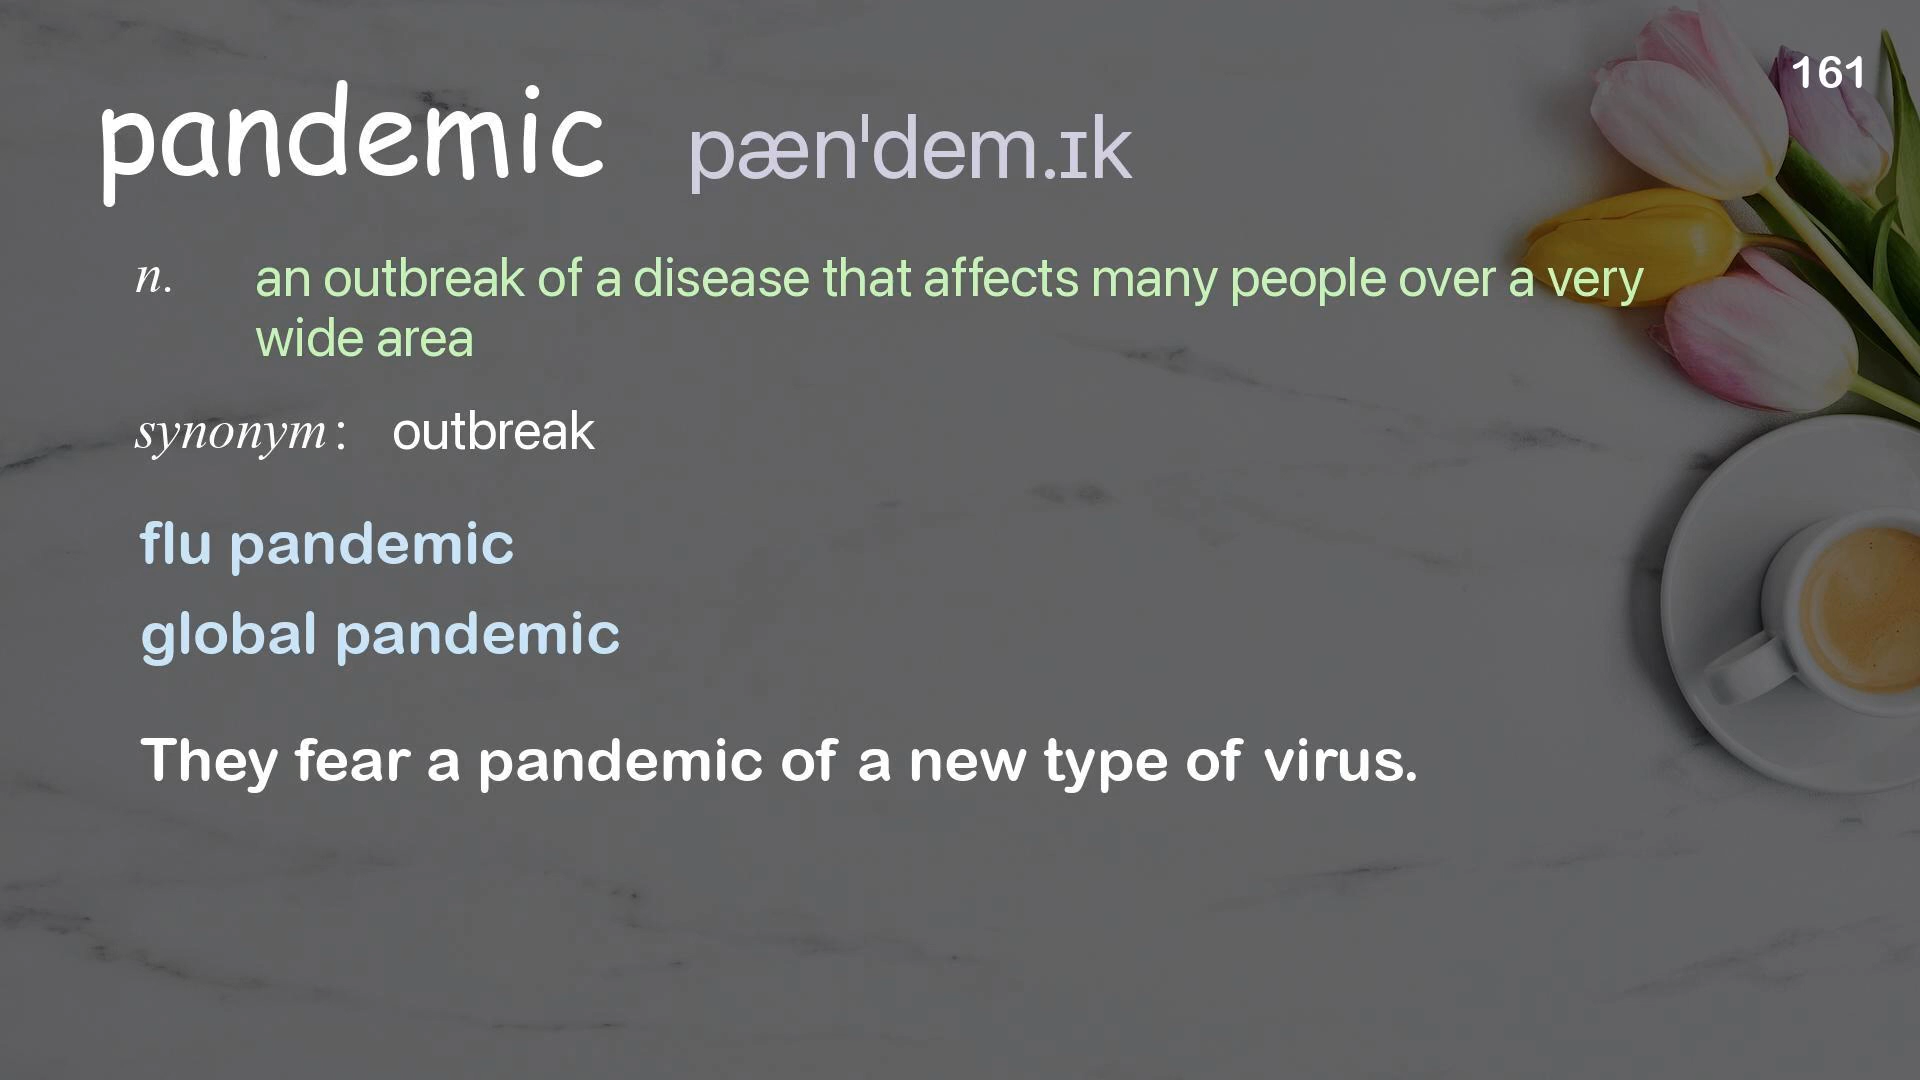 161
pandemic pæn'dem.ɪk
n. an outbreak of a disease that affects many people over a very
wide area
synonym: outbreak
flu pandemic
global pandemic
They fear a pandemic of a new type of virus.